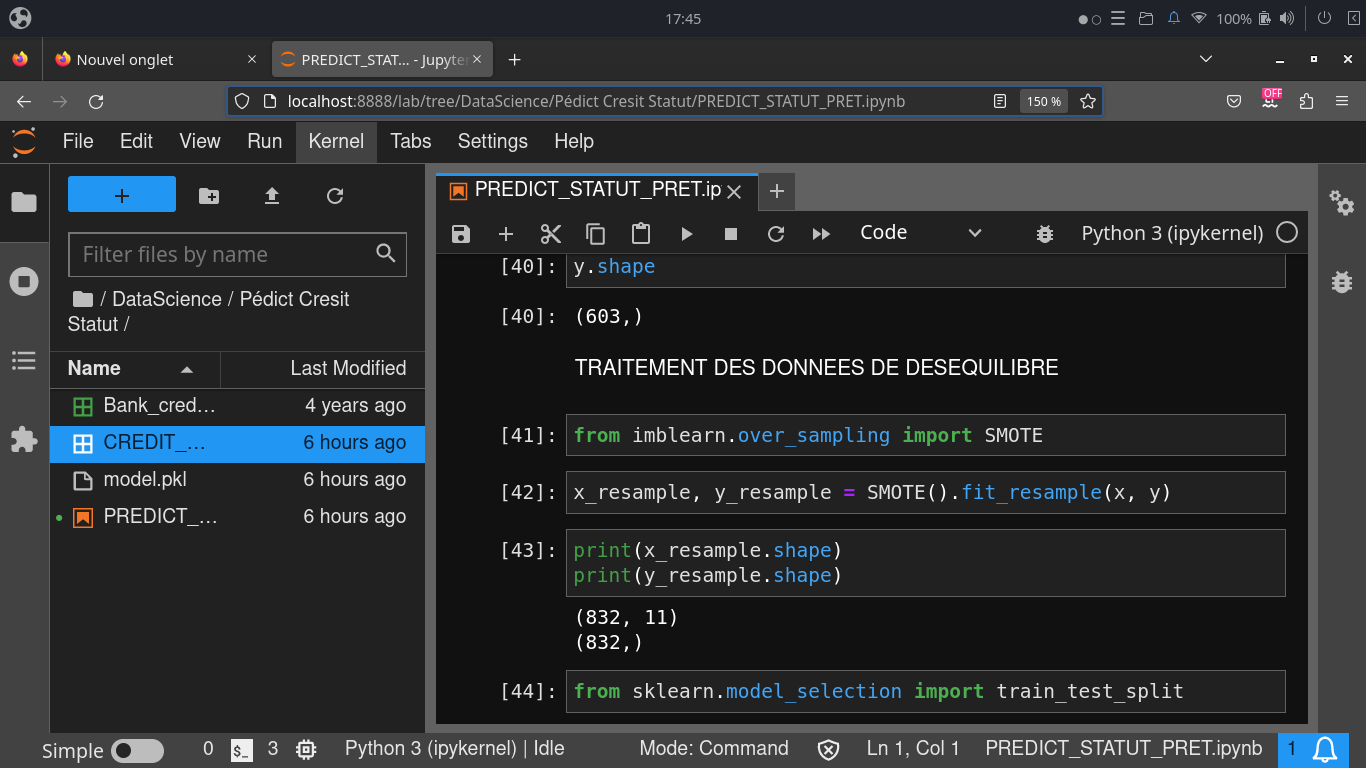 17:45
100%
Nouvel onglet
PREDICT_STAT… - Jupyter
OFF
localhost:8888/lab/tree/DataScience/Pédict Cresit Statut/PREDICT_STATUT_PRET.ipynb
150 %
File Edit View Run Kernel Tabs Settings Help
PREDICT_STATUT_PRET.ip
Code
Python 3 (ipykernel)
Filter files by name
/ DataScience / Pédict Cresit
Statut /
Name Last Modified
Bank_cred… 4 years ago
CREDIT_… 6 hours ago
model.pkl 6 hours ago
PREDICT_… 6 hours ago
[40]: y.shape
[40]: (603,)
TRAITEMENT DES DONNEES DE DESEQUILIBRE
[41]: from imblearn.over_sampling import SMOTE
[42]: x_resample, y_resample = SMOTE().fit_resample(x, y)
[43]: print(x_resample.shape)
print(y_resample.shape)
(832, 11)
(832,)
[44]: from sklearn.model_selection import train_test_split
Simple 0 $_ 3 Python 3 (ipykernel) | Idle Mode: Command Ln 1, Col 1 PREDICT_STATUT_PRET.ipynb 1